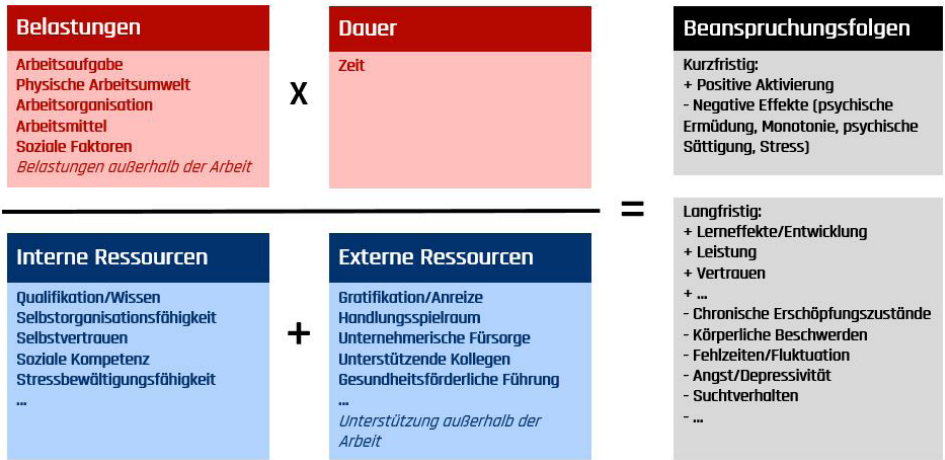 Belastungen
Arbeitsaufgabe
Physische Arbeitsumwelt
Arbeitsorganisation
Arbeitsmittel
Soziale Faktoren
Belastungen außerhalb der Arbeit
X
Dauer
Zeit
Interne Ressourcen
Qualifikation/Wissen
Selbstorganisationsfähigkeit
Selbstvertrauen
Soziale Kompetenz
Stressbewältigungsfähigkeit
...
+
Externe Ressourcen
Gratifikation/Anreize
Handlungsspielraum
Unternehmerische Fürsorge
Unterstützende Kollegen
Gesundheitsförderliche Führung
...
Unterstützung außerhalb der
Arbeit
=
Beanspruchungsfolgen
Kurzfristig:
+ Positive Aktivierung
- Negative Effekte (psychische
Ermüdung, Monotonie, psychische
Sättigung, Stress)
Langfristig:
+ Lerneffekte/Entwicklung
+ Leistung
+ Vertrauen
+ ...
- Chronische Erschöpfungszustände
- Körperliche Beschwerden
- Fehlzeiten/Fluktuation
- Angst/Depressivität
- Suchtverhalten
- ...